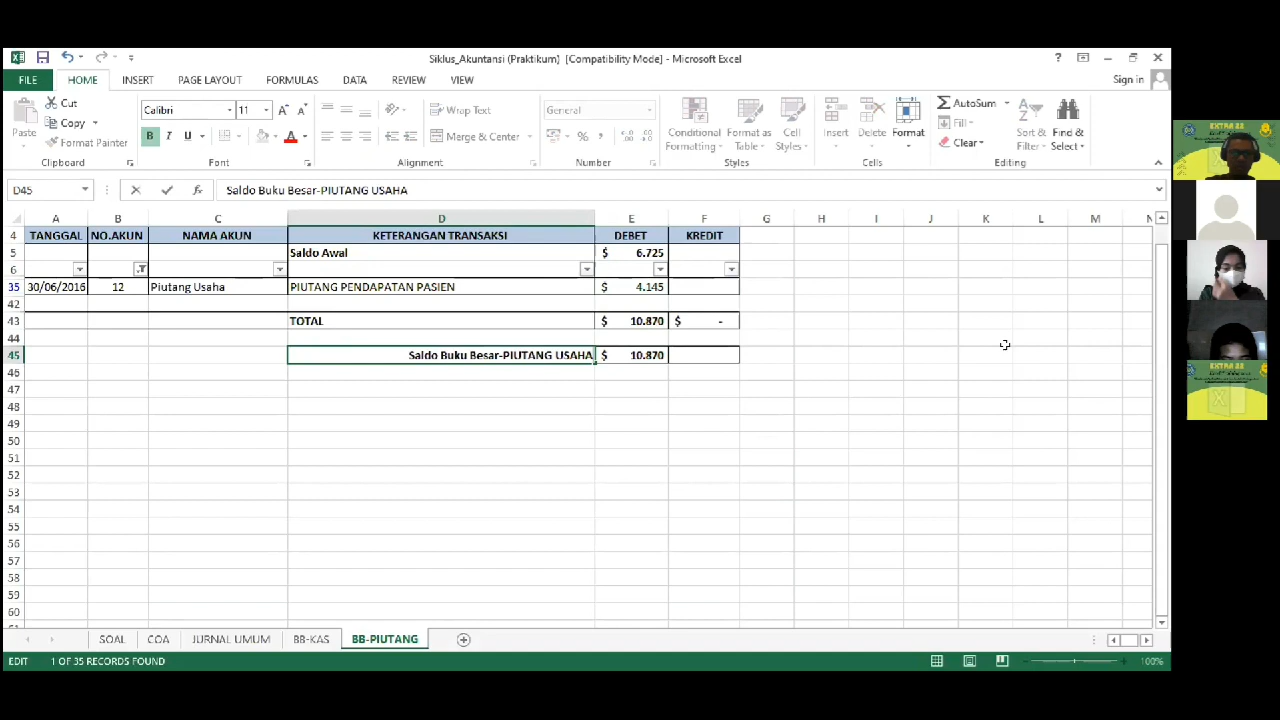 Siklus_Akuntansi (Praktikum) [Compatibility Mode] - Microsoft Excel
Sign in
FILE HOME INSERT PAGE LAYOUT FORMULAS DATA REVIEW VIEW
Paste
Cut
Copy
Format Painter
Clipboard
Calibri 11
B I U
Font
Wrap Text
Merge & Center
Alignment
General
Number
Conditional Formatting
Format as Table
Cell Styles
Styles
Insert Delete Format
Cells
AutoSum
Fill
Clear
Sort & Filter
Find & Select
Editing
D45 Saldo Buku Besar-PIUTANG USAHA
A B C D E F G H I J K L M N
4 TANGGAL NO.AKUN NAMA AKUN KETERANGAN TRANSAKSI DEBET KREDIT
5 Saldo Awal $ 6.725
6
35 30/06/2016 12 Piutang Usaha PIUTANG PENDAPATAN PASIEN $ 4.145
42
43 TOTAL $ 10.870 $ -
44
45 Saldo Buku Besar-PIUTANG USAHA $ 10.870
46
47
48
49
50
51
52
53
54
55
56
57
58
59
60
SOAL COA JURNAL UMUM BB-KAS BB-PIUTANG
EDIT 1 OF 35 RECORDS FOUND 100%